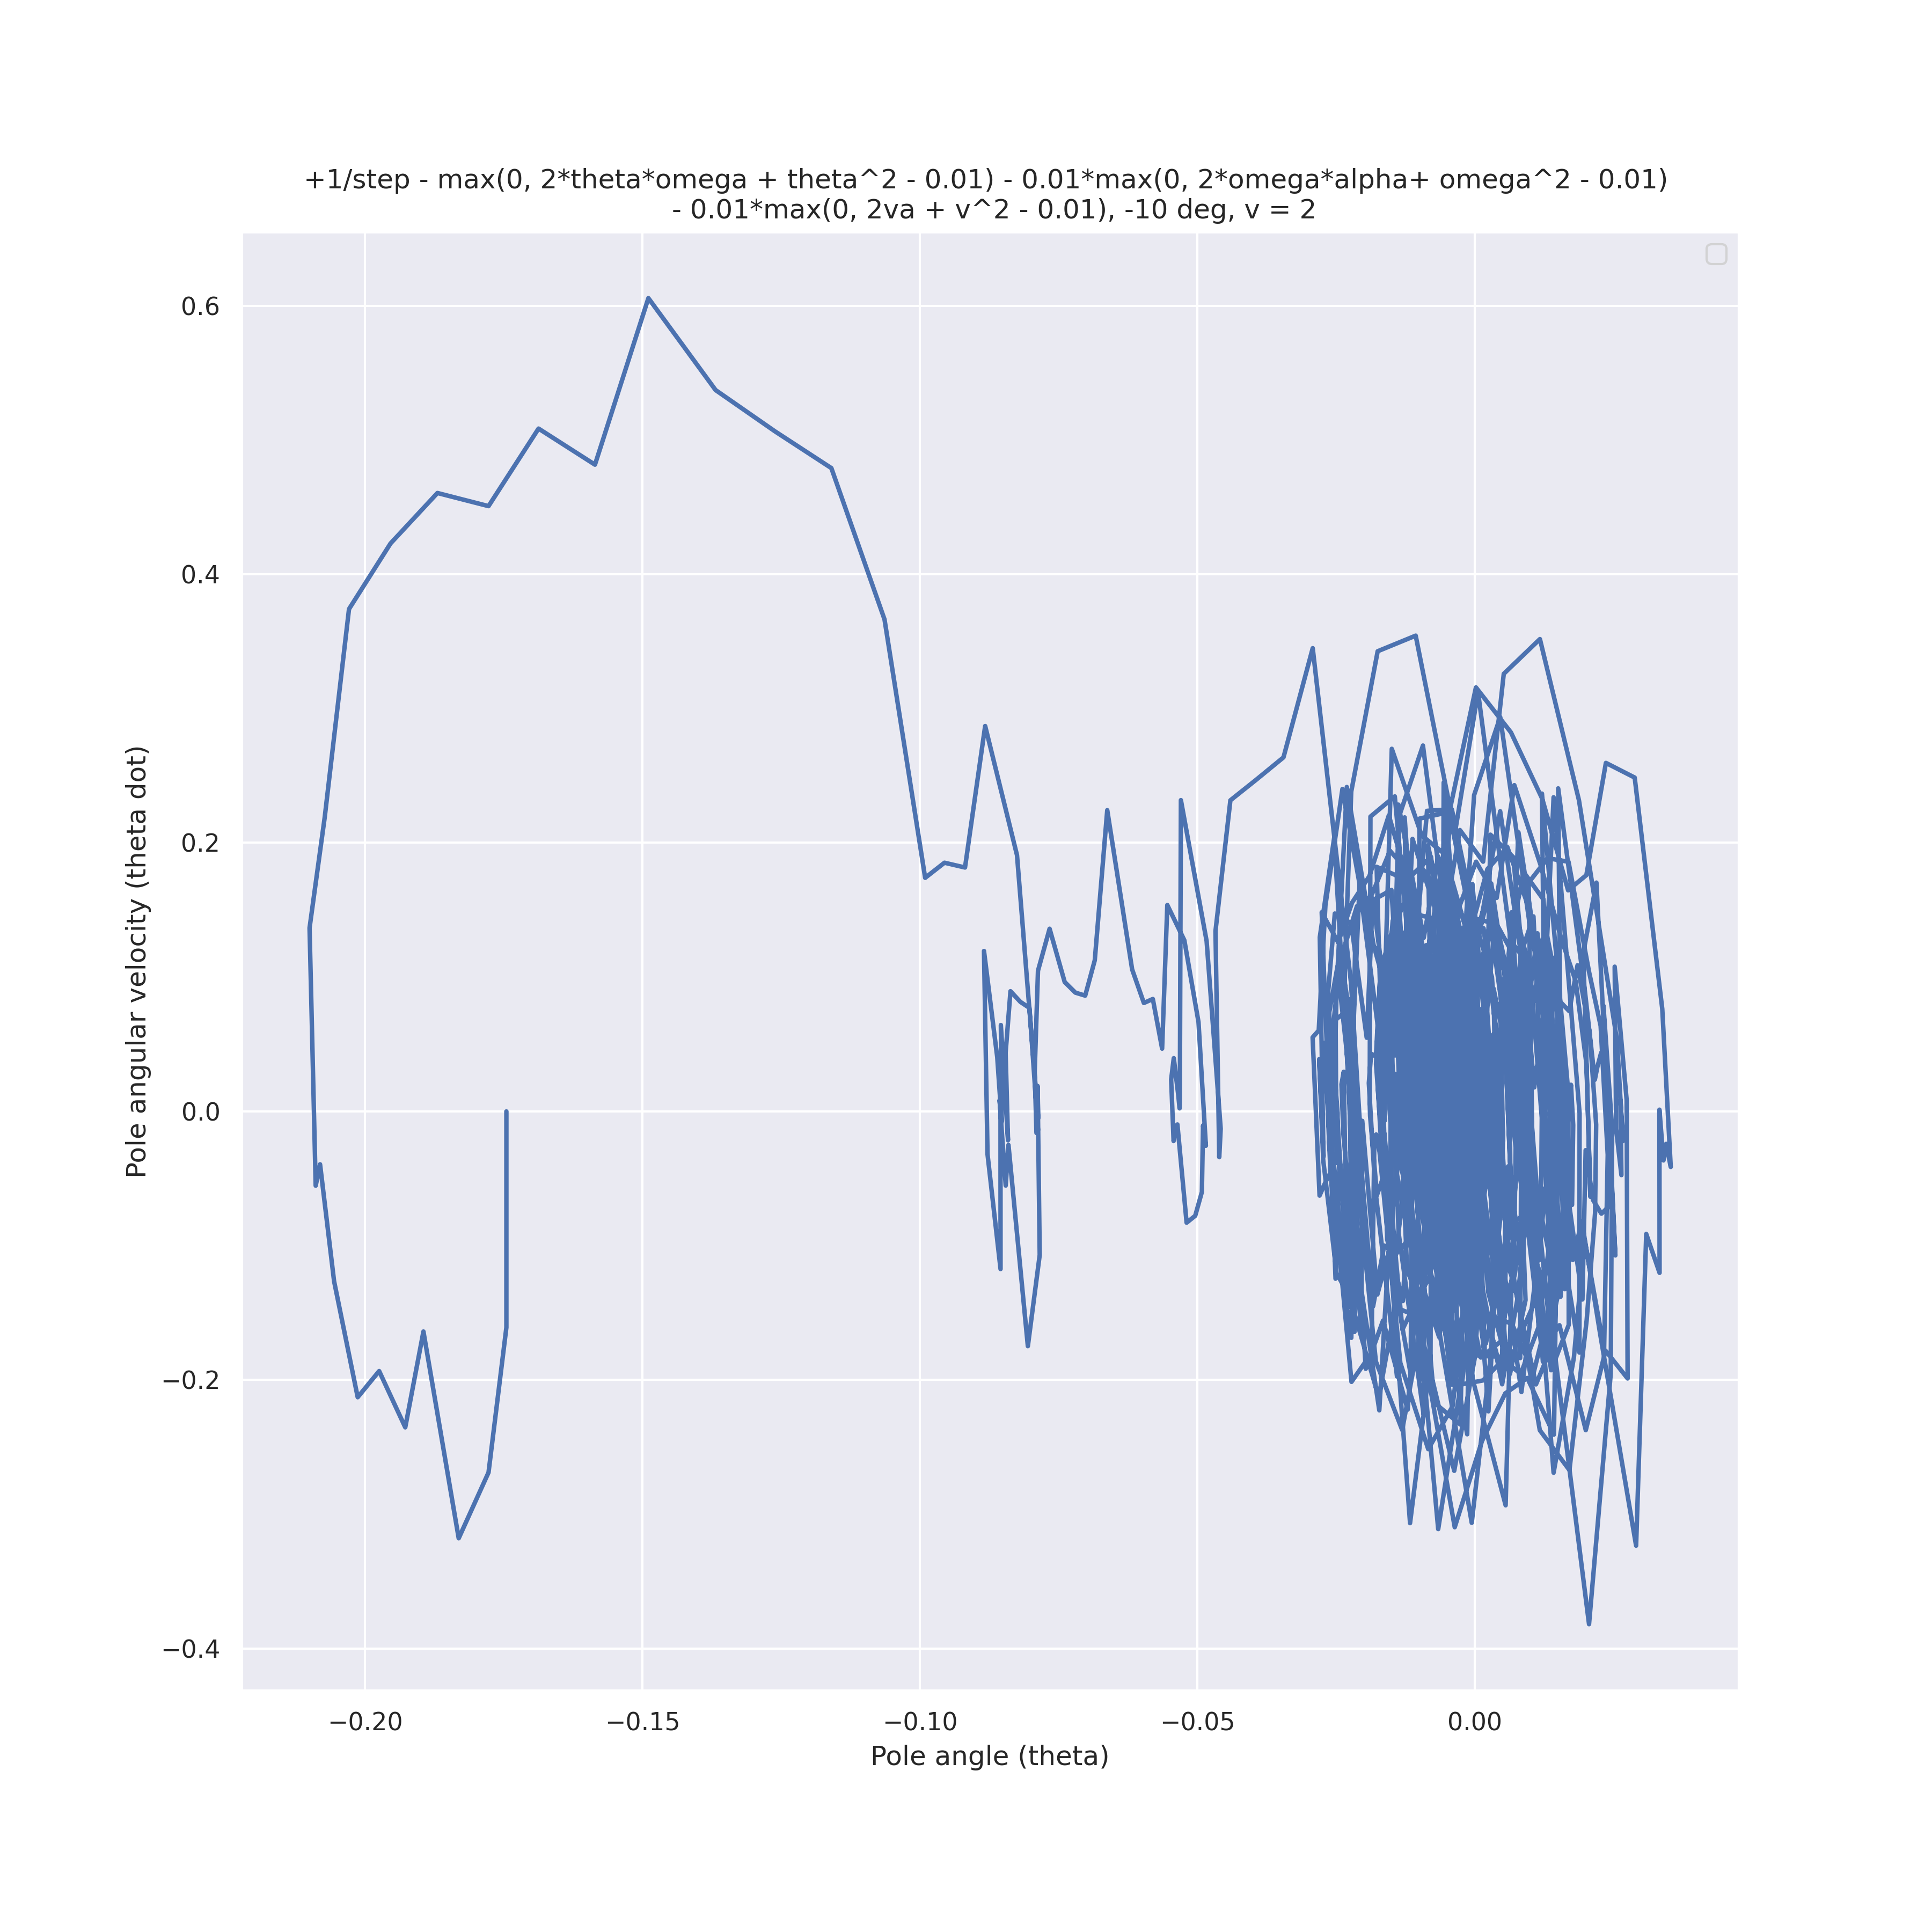 +1/step - max(0, 2*theta*omega + theta^2 - 0.01) - 0.01*max(0, 2*omega*alpha+ omega^2 - 0.01)
- 0.01*max(0, 2va + v^2 - 0.01), -10 deg, v = 2
0.6
0.4
0.2
0.0
−0.2
−0.4
Pole angular velocity (theta dot)
−0.20 −0.15 −0.10 −0.05 0.00
Pole angle (theta)